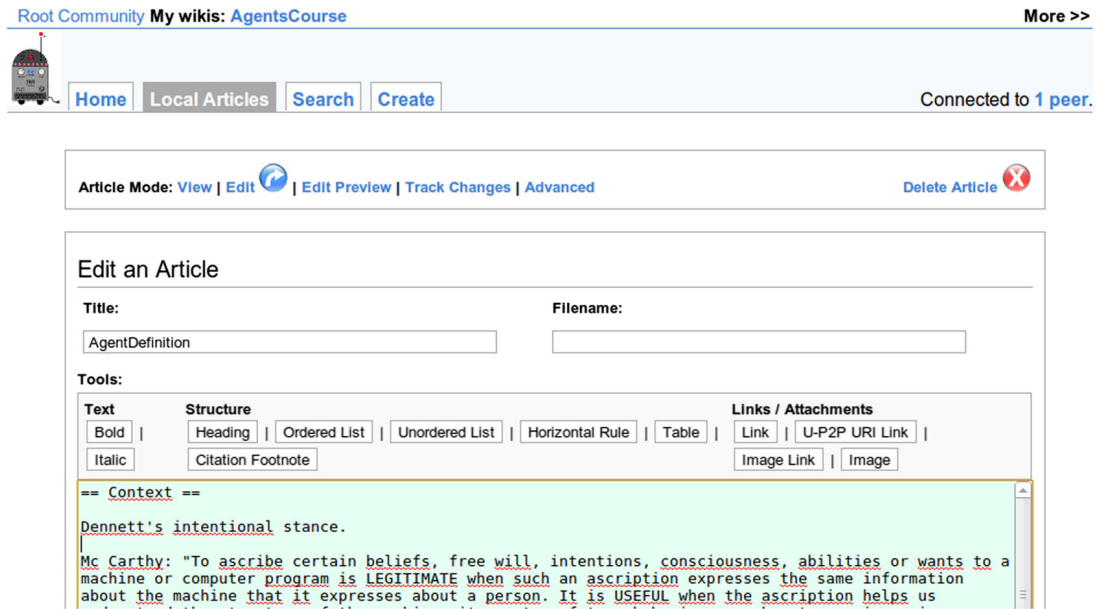 Root Community My wikis: AgentsCourse More >>
Home Local Articles Search Create Connected to 1 peer.
Article Mode: View | Edit | Edit Preview | Track Changes | Advanced Delete Article
Edit an Article
Title: Filename:
AgentDefinition
Tools:
Text Structure Links / Attachments
Bold | Heading | Ordered List | Unordered List | Horizontal Rule | Table | Link | U-P2P URI Link |
Italic Citation Footnote Image Link | Image
== Context ==
Dennett's intentional stance.
Mc Carthy: "To ascribe certain beliefs, free will, intentions, consciousness, abilities or wants to a
machine or computer program is LEGITIMATE when such an ascription expresses the same information
about the machine that it expresses about a person. It is USEFUL when the ascription helps us